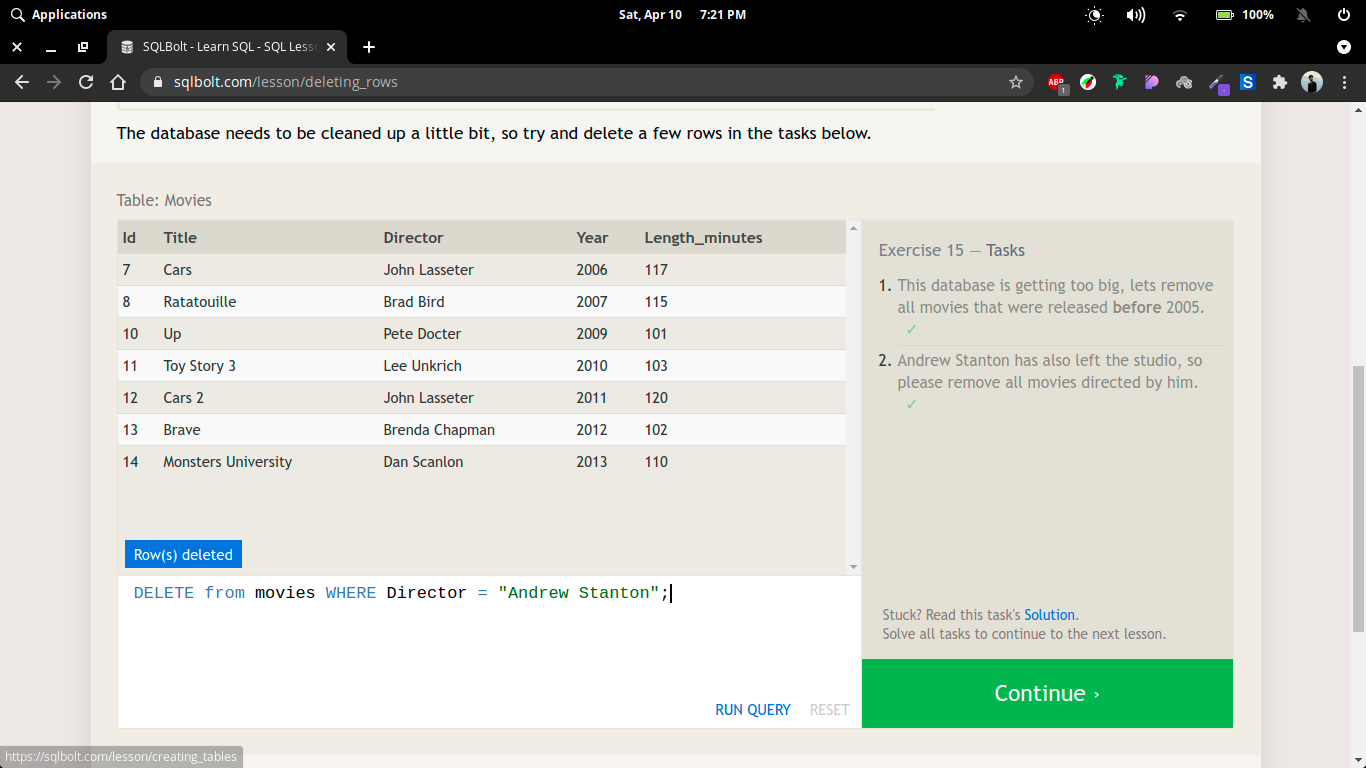 Applications Sat, Apr 10 7:21 PM 100%
SQLBolt - Learn SQL - SQL Less
sqlbolt.com/lesson/deleting_rows ABP 1 S
The database needs to be cleaned up a little bit, so try and delete a few rows in the tasks below.
Table: Movies
Id Title Director Year Length_minutes
7 Cars John Lasseter 2006 117
8 Ratatouille Brad Bird 2007 115
10 Up Pete Docter 2009 101
11 Toy Story 3 Lee Unkrich 2010 103
12 Cars 2 John Lasseter 2011 120
13 Brave Brenda Chapman 2012 102
14 Monsters University Dan Scanlon 2013 110
Row(s) deleted
DELETE from movies WHERE Director = "Andrew Stanton";
RUN QUERY RESET
Exercise 15 — Tasks
1. This database is getting too big, lets remove
all movies that were released before 2005.
✓
2. Andrew Stanton has also left the studio, so
please remove all movies directed by him.
✓
Stuck? Read this task's Solution.
Solve all tasks to continue to the next lesson.
Continue ›
https://sqlbolt.com/lesson/creating_tables